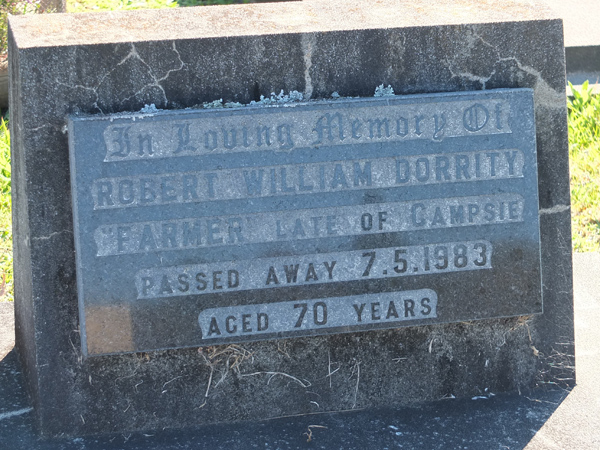 In Loving Memory Of
ROBERT WILLIAM DORRITY
"FARMER" LATE OF CAMPSIE
PASSED AWAY 7.5.1983
AGED 70 YEARS